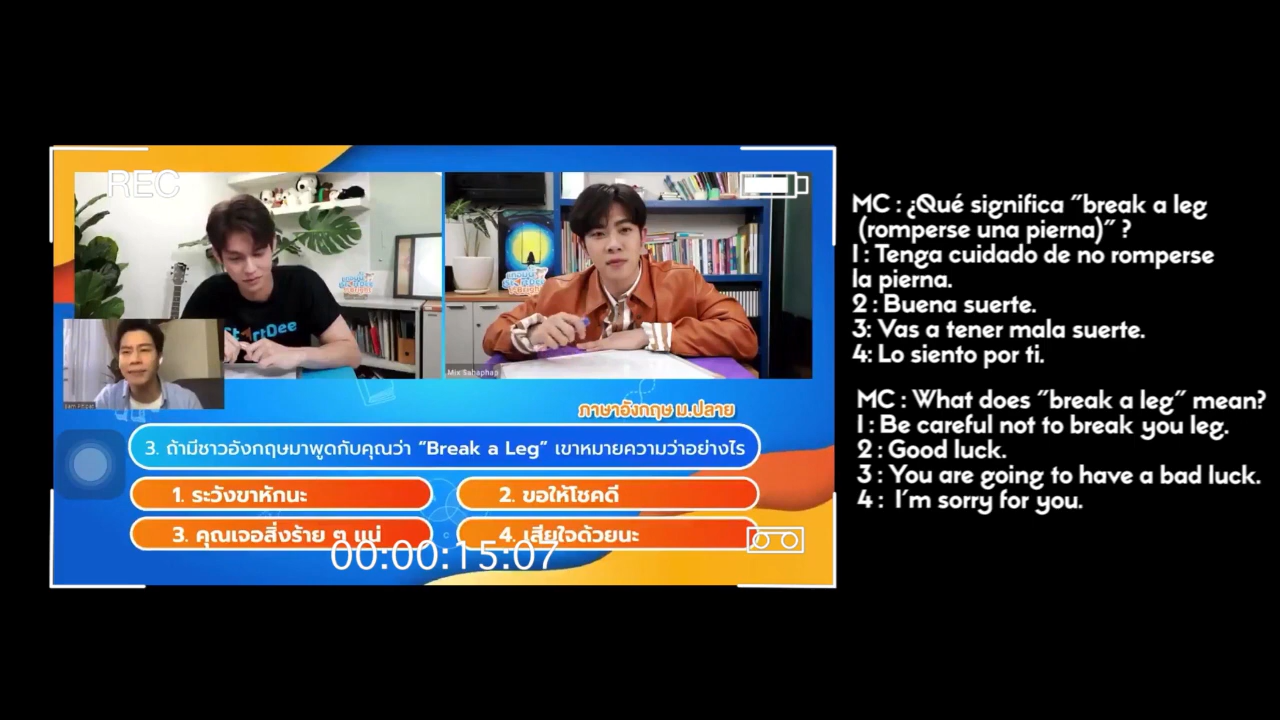 REC
StartDee
Mix Sahaphap
ภาษาอังกฤษ ม.ปลาย
3. ถ้ามีชาวอังกฤษมาพูดกับคุณว่า “Break a Leg” เขาหมายความว่าอย่างไร
1. ระวังขาหักนะ
2. ขอให้โชคดี
3. คุณเจอสิ่งร้าย ๆ แน่
4. เสียใจด้วยนะ
00:00:15:07
MC : ¿Qué significa "break a leg
(romperse una pierna)" ?
1 : Tenga cuidado de no romperse
la pierna.
2 : Buena suerte.
3: Vas a tener mala suerte.
4: Lo siento por ti.
MC : What does "break a leg" mean?
1 : Be careful not to break you leg.
2 : Good luck.
3 : You are going to have a bad luck.
4 : I'm sorry for you.